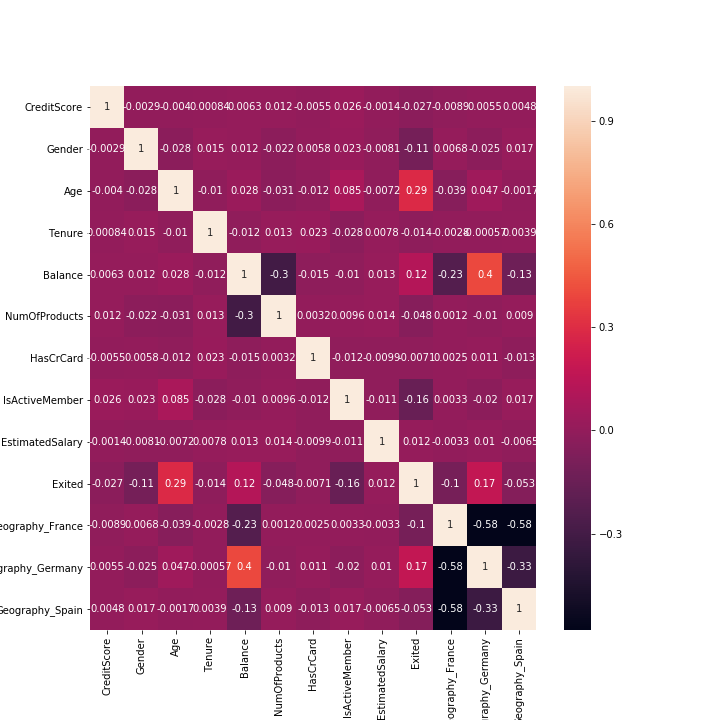 CreditScore 1 -0.0029 -0.004 0.00084 0.0063 0.012 -0.0055 0.026 -0.0014 -0.027 -0.0089 0.0055 0.0048
Gender -0.0029 1 -0.028 0.015 0.012 -0.022 0.0058 0.023 -0.0081 -0.11 0.0068 -0.025 0.017
Age -0.004 -0.028 1 -0.01 0.028 -0.031 -0.012 0.085 -0.0072 0.29 -0.039 0.047 -0.0017
Tenure 0.00084 0.015 -0.01 1 -0.012 0.013 0.023 -0.028 0.0078 -0.014 -0.0028 -0.00057 0.0039
Balance 0.0063 0.012 0.028 -0.012 1 -0.3 -0.015 -0.01 0.013 0.12 -0.23 0.4 -0.13
NumOfProducts 0.012 -0.022 -0.031 0.013 -0.3 1 0.0032 0.0096 0.014 -0.048 0.0012 -0.01 0.009
HasCrCard -0.0055 0.0058 -0.012 0.023 -0.015 0.0032 1 -0.012 -0.0099 -0.0071 0.0025 0.011 -0.013
IsActiveMember 0.026 0.023 0.085 -0.028 -0.01 0.0096 -0.012 1 -0.011 -0.16 0.0033 -0.02 0.017
EstimatedSalary -0.0014 -0.0081 -0.0072 0.0078 0.013 0.014 -0.0099 -0.011 1 0.012 -0.0033 0.01 -0.0065
Exited -0.027 -0.11 0.29 -0.014 0.12 -0.048 -0.0071 -0.16 0.012 1 -0.1 0.17 -0.053
eography_France -0.0089 0.0068 -0.039 -0.0028 -0.23 0.0012 0.0025 0.0033 -0.0033 -0.1 1 -0.58 -0.58
graphy_Germany 0.0055 -0.025 0.047 -0.00057 0.4 -0.01 0.011 -0.02 0.01 0.17 -0.58 1 -0.33
Geography_Spain 0.0048 0.017 -0.0017 0.0039 -0.13 0.009 -0.013 0.017 -0.0065 -0.053 -0.58 -0.33 1
CreditScore
Gender
Age
Tenure
Balance
NumOfProducts
HasCrCard
IsActiveMember
EstimatedSalary
Exited
eography_France
graphy_Germany
Geography_Spain
0.9
0.6
0.3
0.0
−0.3